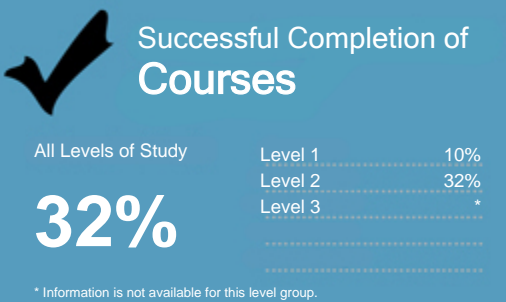 Successful Completion of
Courses
All Levels of Study
32%
Level 1 10%
Level 2 32%
Level 3 *
* Information is not available for this level group.